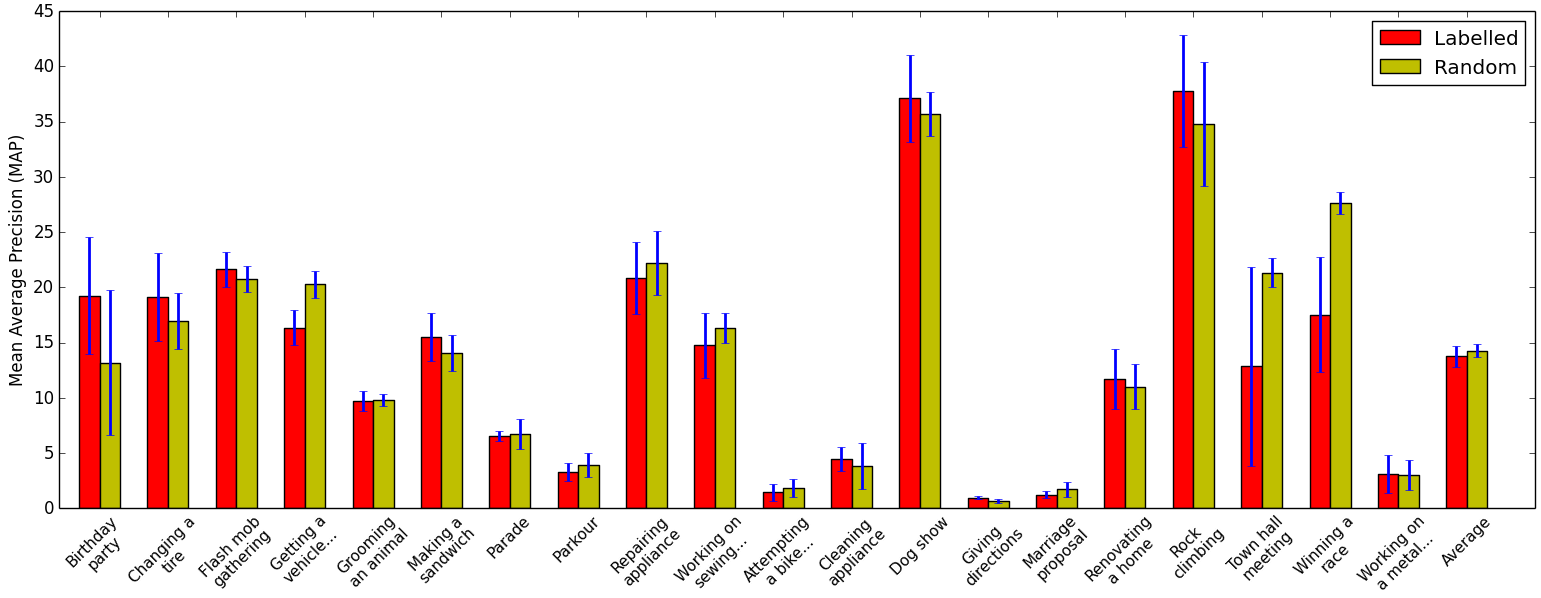 Mean Average Precision (MAP)
45
40
35
30
25
20
15
10
5
0
Labelled
Random
Birthday
party
Changing a
tire
Flash mob
gathering
Getting a
vehicle...
Grooming
an animal
Making a
sandwich
Parade
Parkour
Repairing
appliance
Working on
sewing...
Attempting
a bike...
Cleaning
appliance
Dog show
Giving
directions
Marriage
proposal
Renovating
a home
Rock
climbing
Town hall
meeting
Winning a
race
Working on
a metal...
Average